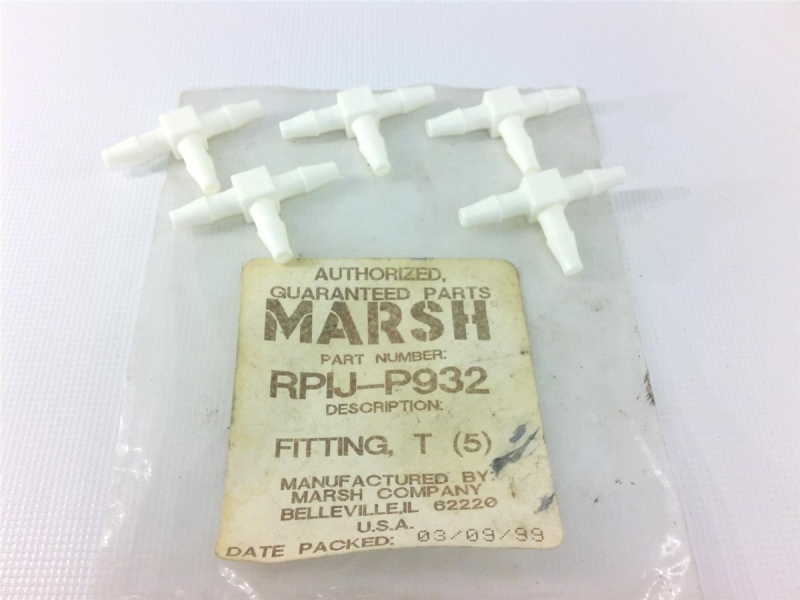 AUTHORIZED,
GUARANTEED PARTS
MARSH
PART NUMBER:
RPIJ-P932
DESCRIPTION:
FITTING, T (5)
MANUFACTURED BY:
MARSH COMPANY
BELLEVILLE,IL 62220
U.S.A.
DATE PACKED: 03/09/99